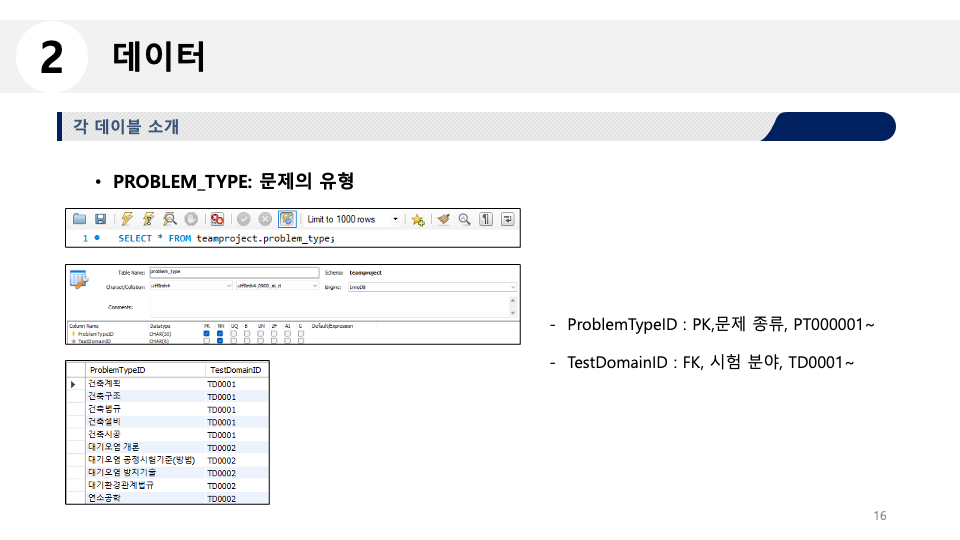 2
데이터
각 데이블 소개
• PROBLEM_TYPE: 문제의 유형
Limit to 1000 rows
1 SELECT * FROM teamproject.problem_type;
Table Name: problem_type Schema: teamproject
Charset/Collation: utf8mb4 utf8mb4_0900_ai_ci Engine: InnoDB
Comments:
Column Name Datatype PK NN UQ B UN ZF AI G Default/Expression
ProblemTypeID CHAR(30)
TestDomainID CHAR(6)
ProblemTypeID TestDomainID
건축계획 TD0001
건축구조 TD0001
건축법규 TD0001
건축설비 TD0001
건축시공 TD0001
대기오염 개론 TD0002
대기오염 공정시험기준(방법) TD0002
대기오염 방지기술 TD0002
대기환경관계법규 TD0002
연소공학 TD0002
- ProblemTypeID : PK,문제 종류, PT000001~
- TestDomainID : FK, 시험 분야, TD0001~
16